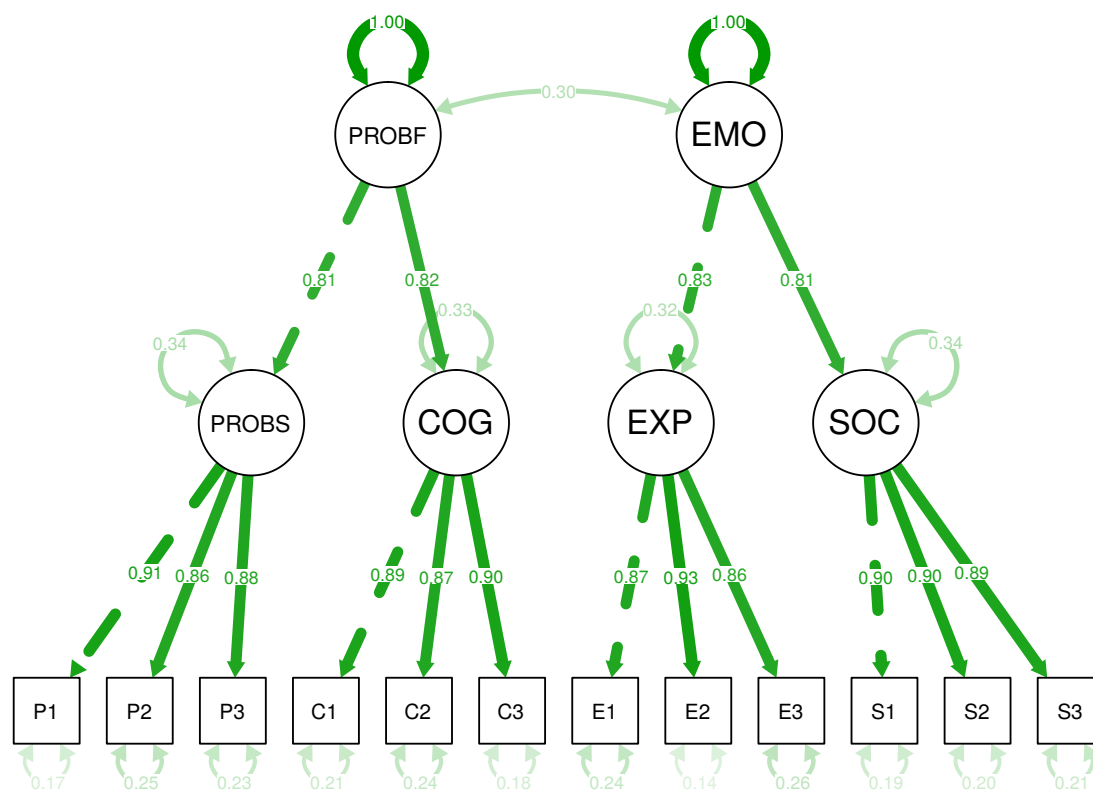 1.00 1.00
0.30
PROBF EMO
0.81 0.82 0.83 0.81
0.34 0.33 0.32 0.34
PROBS COG EXP SOC
0.91 0.86 0.88 0.89 0.87 0.90 0.87 0.93 0.86 0.90 0.90 0.89
P1 P2 P3 C1 C2 C3 E1 E2 E3 S1 S2 S3
0.17 0.25 0.23 0.21 0.24 0.18 0.24 0.14 0.26 0.19 0.20 0.21